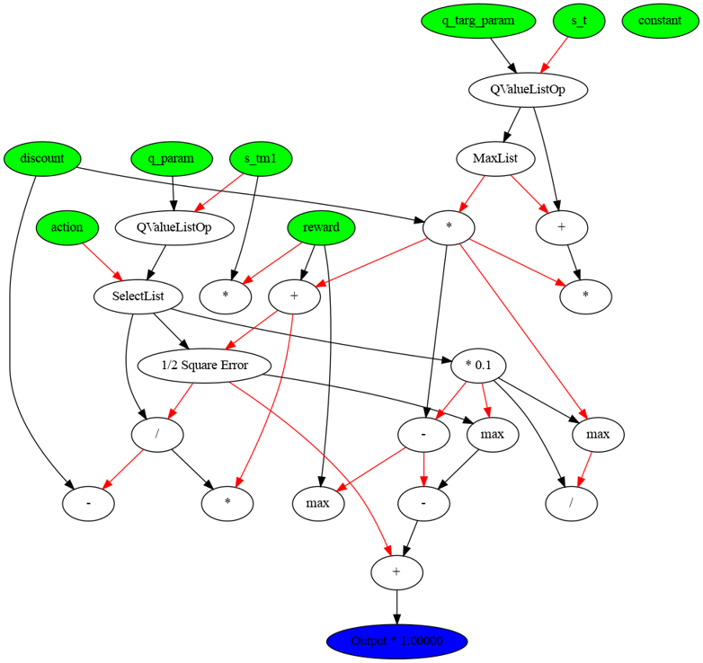 q_targ_param
s_t
constant
QValueListOp
discount
q_param
s_tm1
MaxList
action
QValueListOp
reward
*
+
SelectList
*
+
*
1/2 Square Error
* 0.1
/
-
max
max
-
*
max
-
/
+
Output * 1.00000